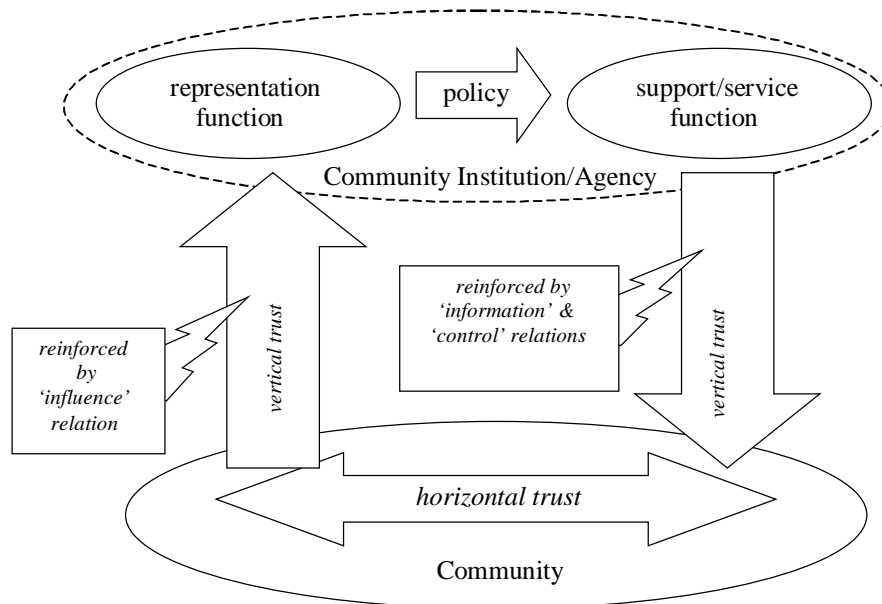 representation
function
policy
support/service
function
Community Institution/Agency
vertical trust
reinforced by
‘information’ &
‘control’ relations
vertical trust
reinforced
by
‘influence’
relation
horizontal trust
Community